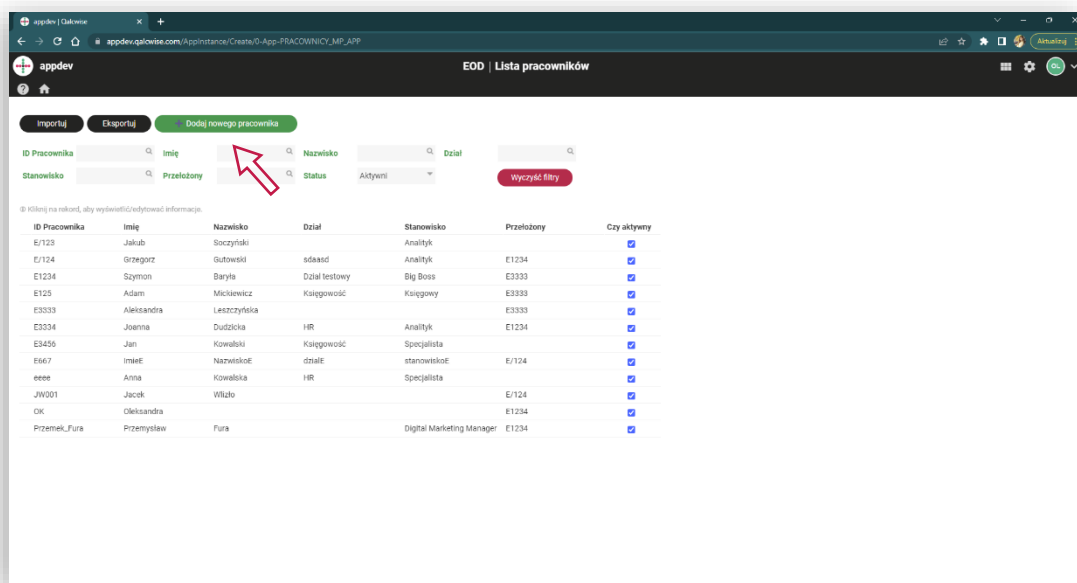 appdev | Qalcwise
appdev.qalcwise.com/AppInstance/Create/0-App-PRACOWNICY_MP_APP Aktualizuj
appdev EOD | Lista pracowników OL
Importuj Eksportuj + Dodaj nowego pracownika
ID Pracownika Imię Nazwisko Dział
Stanowisko Przełożony Status Aktywni Wyczyść filtry
Kliknij na rekord, aby wyświetlić/edytować informacje.
ID Pracownika Imię Nazwisko Dział Stanowisko Przełożony Czy aktywny
E/123 Jakub Soczyński Analityk
E/124 Grzegorz Gutowski sdaasd Analityk E1234
E1234 Szymon Baryła Dział testowy Big Boss E3333
E125 Adam Mickiewicz Księgowość Księgowy E3333
E3333 Aleksandra Leszczyńska E3333
E3334 Joanna Dudzicka HR Analityk E1234
E3456 Jan Kowalski Księgowość Specjalista
E667 ImieE NazwiskoE dzialE stanowiskoE E/124
eeee Anna Kowalska HR Specjalista
JW001 Jacek Wlizło E/124
OK Oleksandra E1234
Przemek_Fura Przemysław Fura Digital Marketing Manager E1234